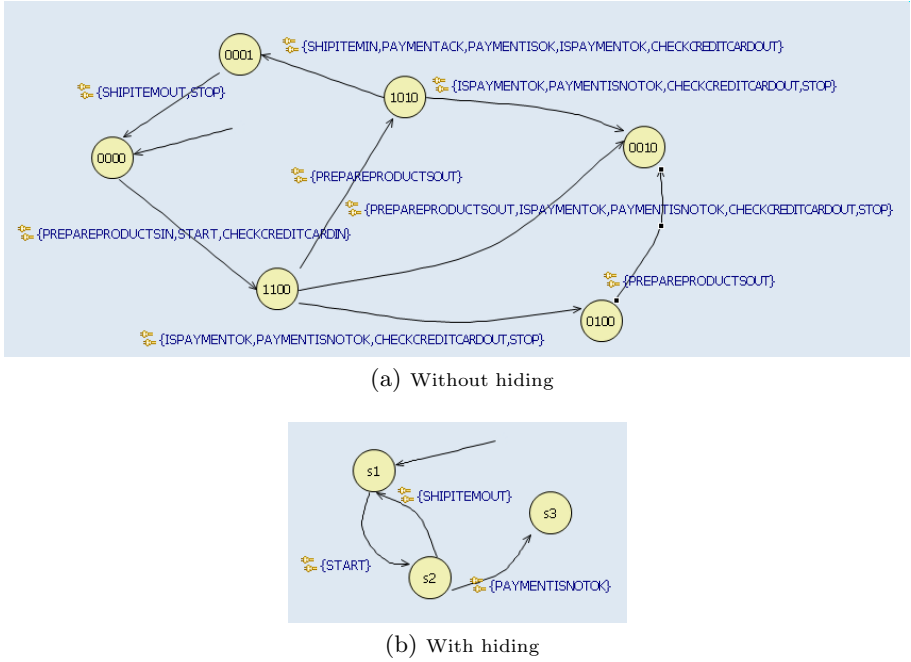 0001
{SHIPITEMIN,PAYMENTACK,PAYMENTISOK,ISPAYMENTOK,CHECKCREDITCARDOUT}
{SHIPITEMOUT,STOP}
1010
{ISPAYMENTOK,PAYMENTISNOTOK,CHECKCREDITCARDOUT,STOP}
0000
0010
{PREPAREPRODUCTSOUT}
{PREPAREPRODUCTSOUT,ISPAYMENTOK,PAYMENTISNOTOK,CHECKCREDITCARDOUT,STOP}
{PREPAREPRODUCTSIN,START,CHECKCREDITCARDIN}
1100
{PREPAREPRODUCTSOUT}
0100
{ISPAYMENTOK,PAYMENTISNOTOK,CHECKCREDITCARDOUT,STOP}
(a) Without hiding
s1
{SHIPITEMOUT}
s3
{START}
s2
{PAYMENTISNOTOK}
(b) With hiding